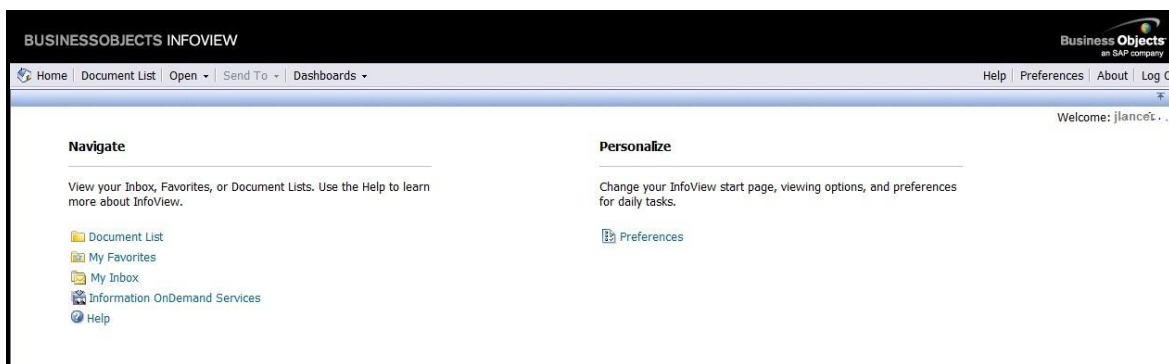 BUSINESSOBJECTS INFOVIEW
Business Objects
an SAP company
Home Document List Open Send To Dashboards
Help Preferences About Log
Welcome:
Navigate
View your Inbox, Favorites, or Document Lists. Use the Help to learn
more about InfoView.
Document List
My Favorites
My Inbox
Information OnDemand Services
Help
Personalize
Change your InfoView start page, viewing options, and preferences
for daily tasks.
Preferences